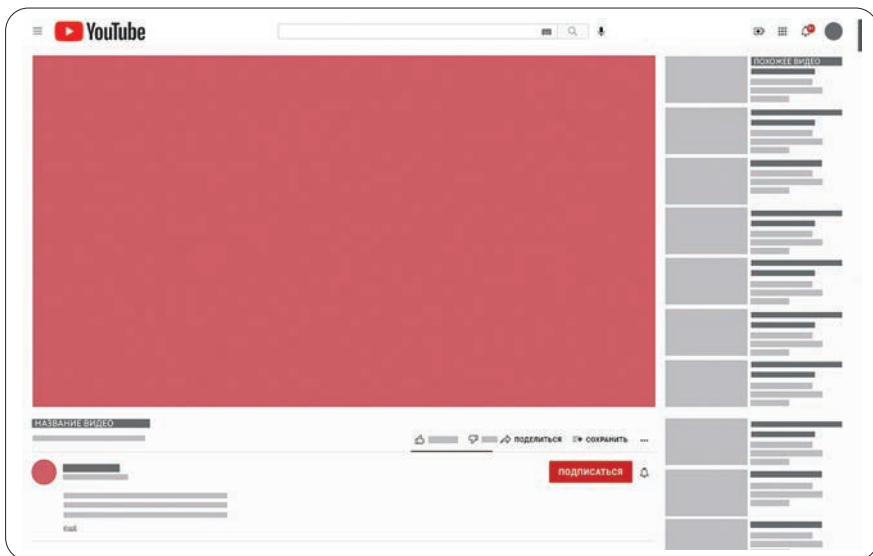 YouTube
ПОХОЖЕЕ ВИДЕО
НАЗВАНИЕ ВИДЕО
ПОДЕЛИТЬСЯ СОХРАНИТЬ
ПОДПИСАТЬСЯ
ЕЩЁ